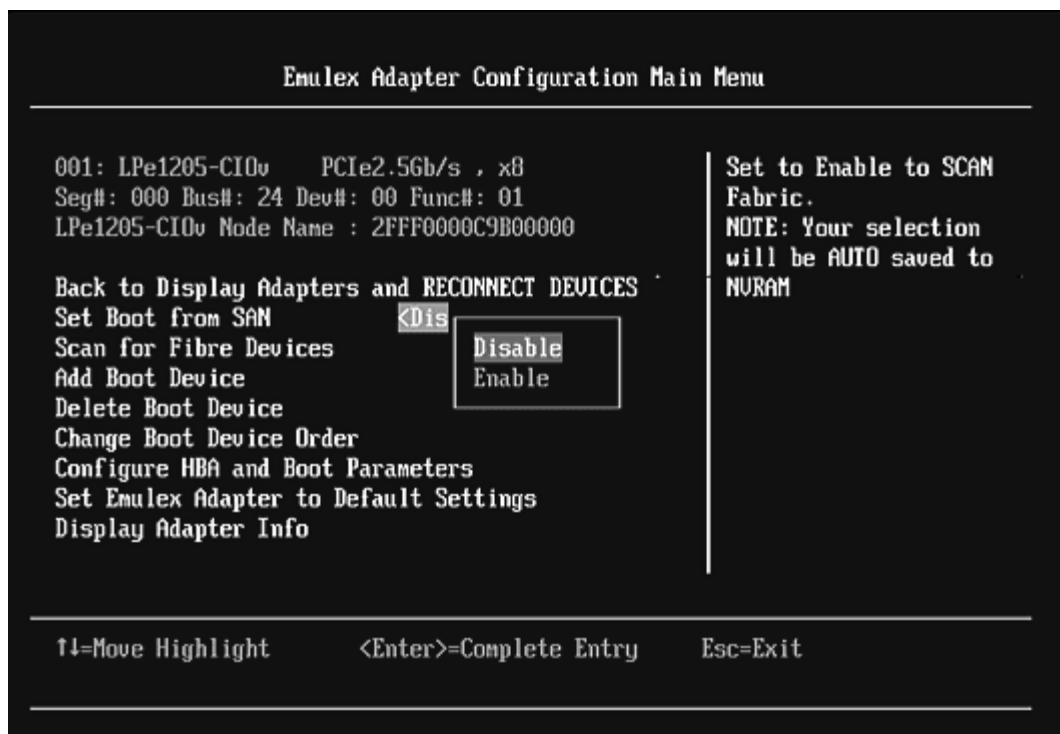 Emulex Adapter Configuration Main Menu
001: LPe1205-CIOv PCIe2.5Gb/s , x8
Seg#: 000 Bus#: 24 Dev#: 00 Func#: 01
LPe1205-CIOv Node Name : 2FFF0000C9B00000
Back to Display Adapters and RECONNECT DEVICES
Set Boot from SAN <Dis
Scan for Fibre Devices
Add Boot Device
Delete Boot Device
Change Boot Device Order
Configure HBA and Boot Parameters
Set Emulex Adapter to Default Settings
Display Adapter Info
Disable
Enable
Set to Enable to SCAN
Fabric.
NOTE: Your selection
will be AUTO saved to
NVRAM
↑↓=Move Highlight <Enter>=Complete Entry Esc=Exit